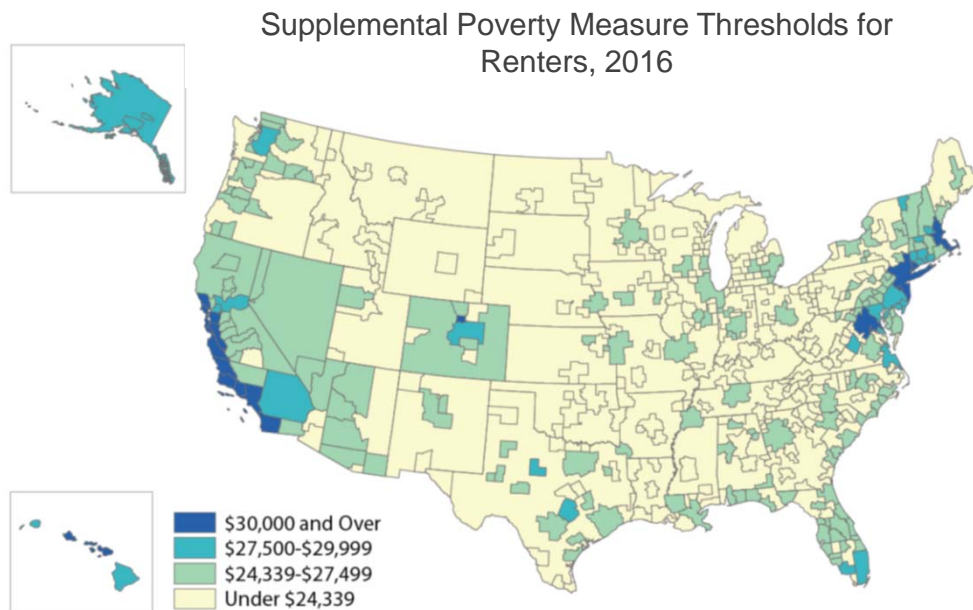 Supplemental Poverty Measure Thresholds for
Renters, 2016
$30,000 and Over
$27,500-$29,999
$24,339-$27,499
Under $24,339